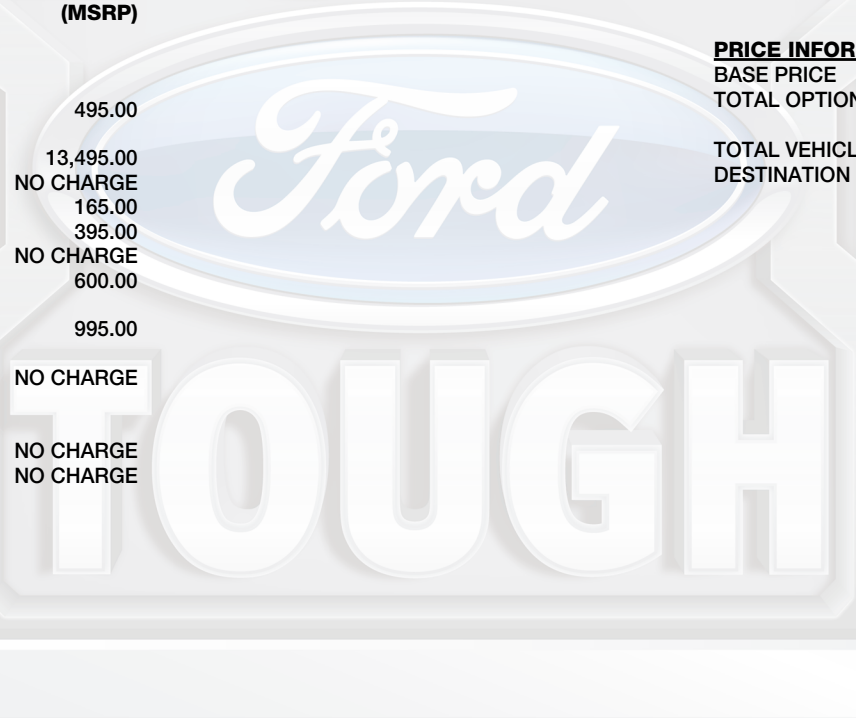 (MSRP)
495.00
13,495.00
NO CHARGE
165.00
395.00
NO CHARGE
600.00
995.00
NO CHARGE
NO CHARGE
NO CHARGE
PRICE INFOR
BASE PRICE
TOTAL OPTION
TOTAL VEHICL
DESTINATION
Ford
TOUGH